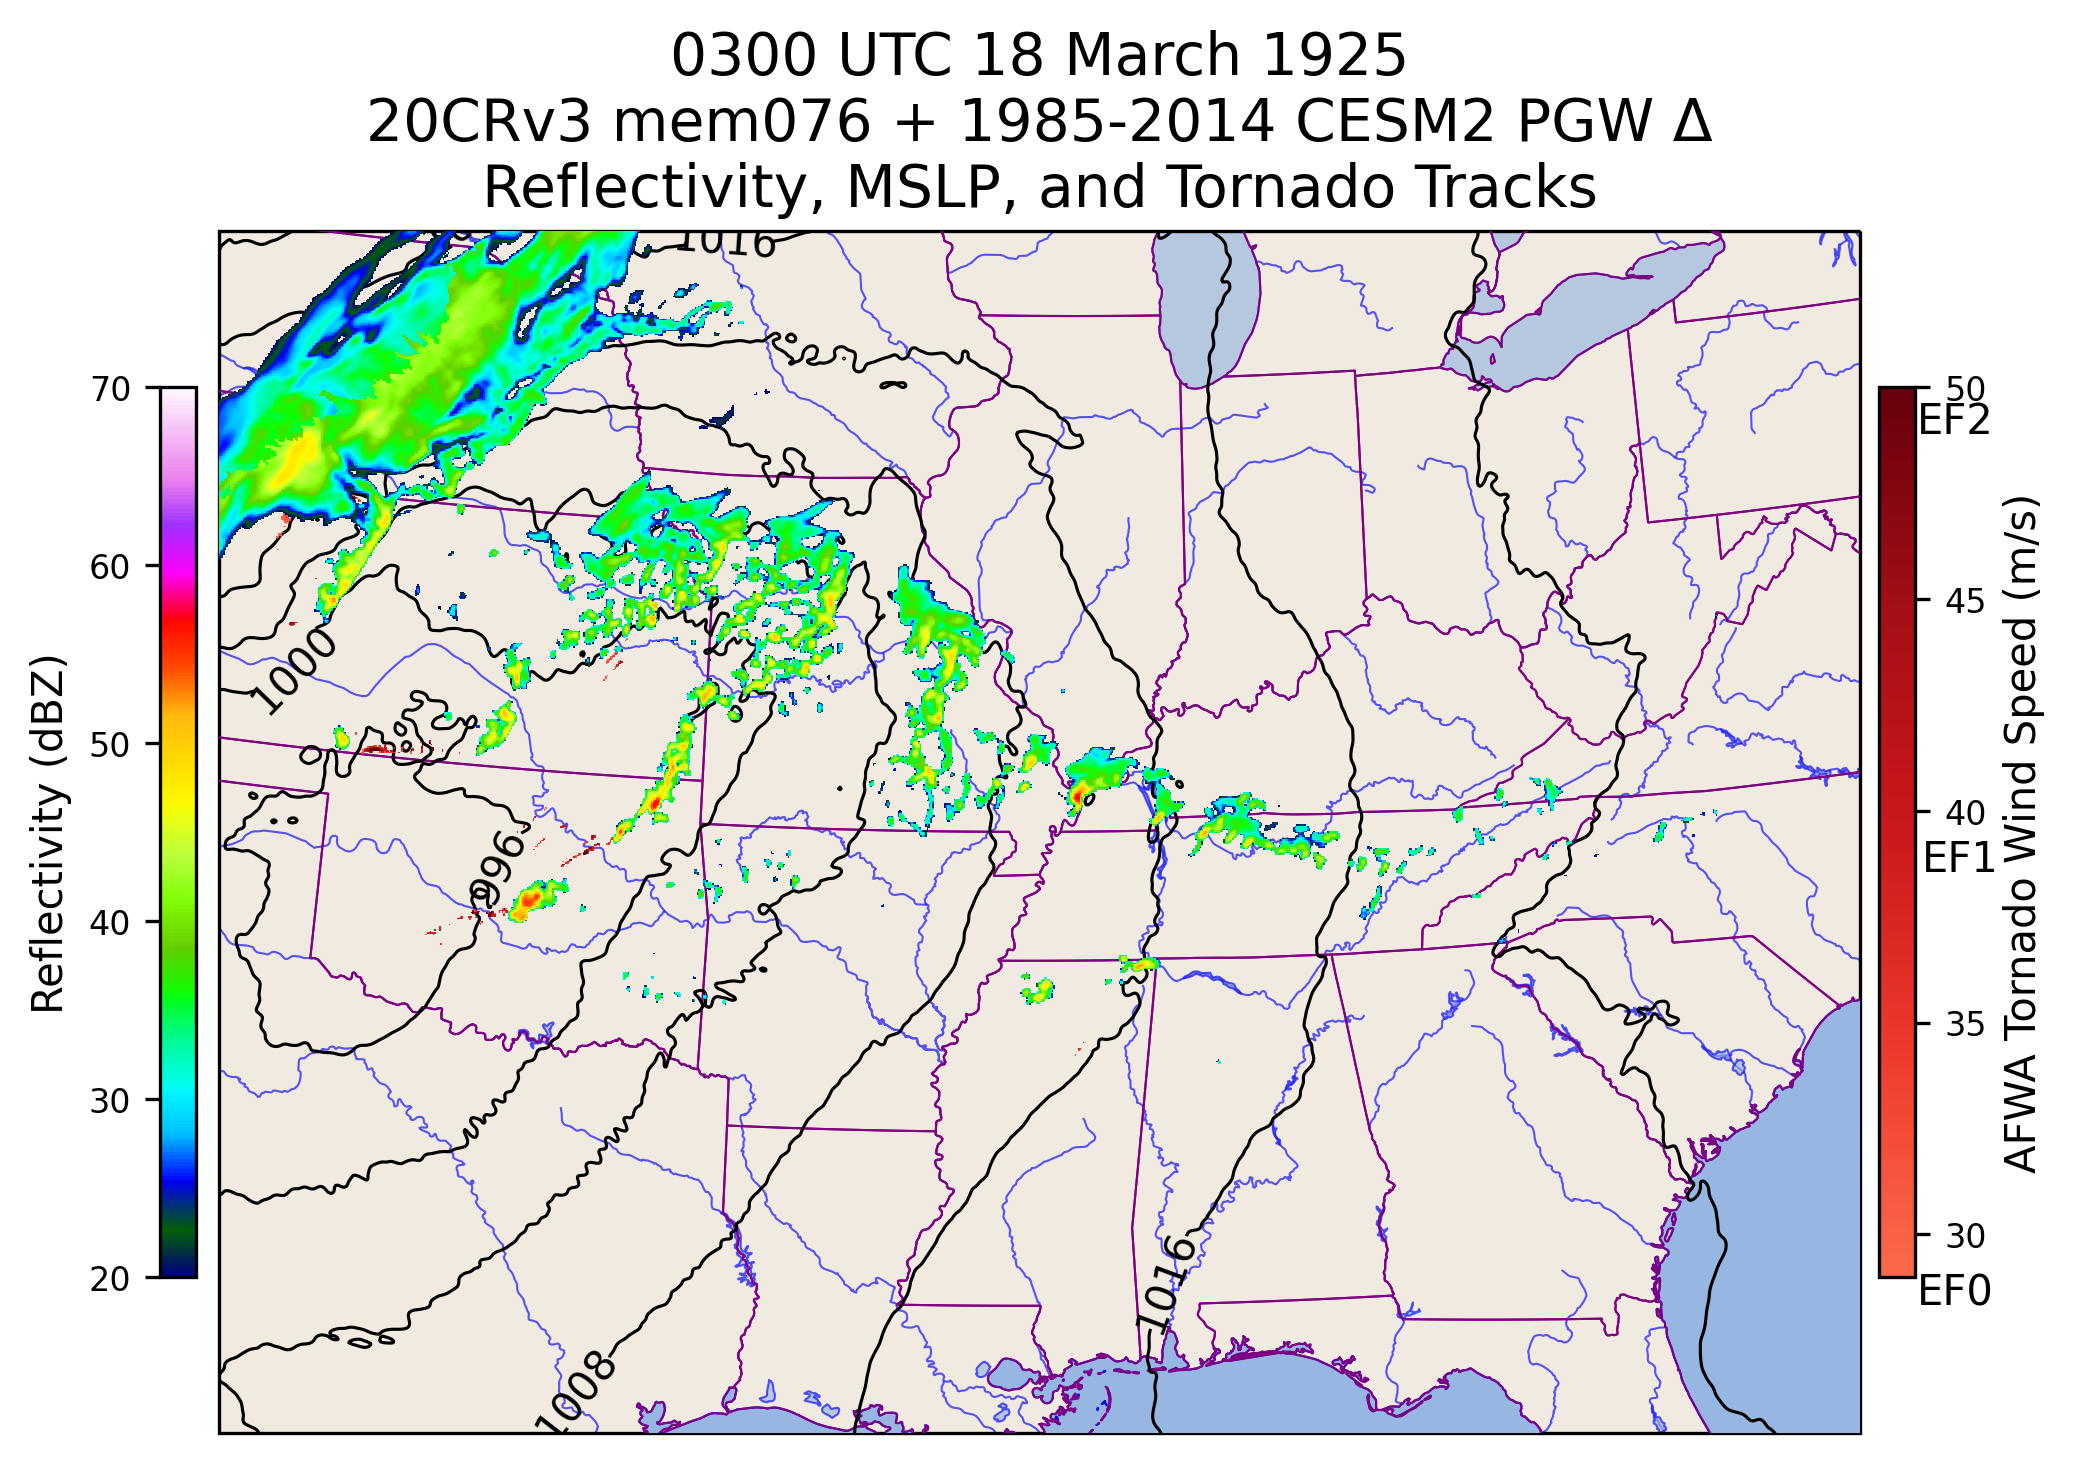 0300 UTC 18 March 1925
20CRv3 mem076 + 1985-2014 CESM2 PGW Δ
Reflectivity, MSLP, and Tornado Tracks
1016
70
60
50
40
30
20
Reflectivity (dBZ)
1000
996
1008
1016
50
EF2
45
40
EF1
35
30
EF0
AFWA Tornado Wind Speed (m/s)